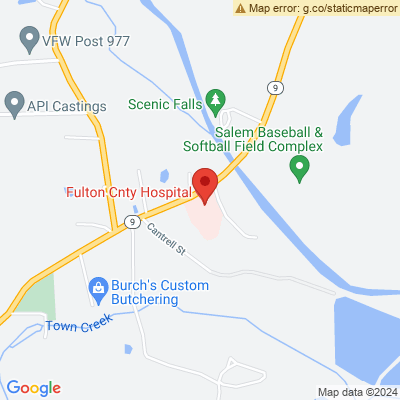 Map error: g.co/staticmaperror
VFW Post 977
9
API Castings
Scenic Falls
Salem Baseball &
Softball Field Complex
Fulton Cnty Hospital
9
Cantrell St
Burch's Custom
Butchering
Town Creek
Google
Map data ©2024